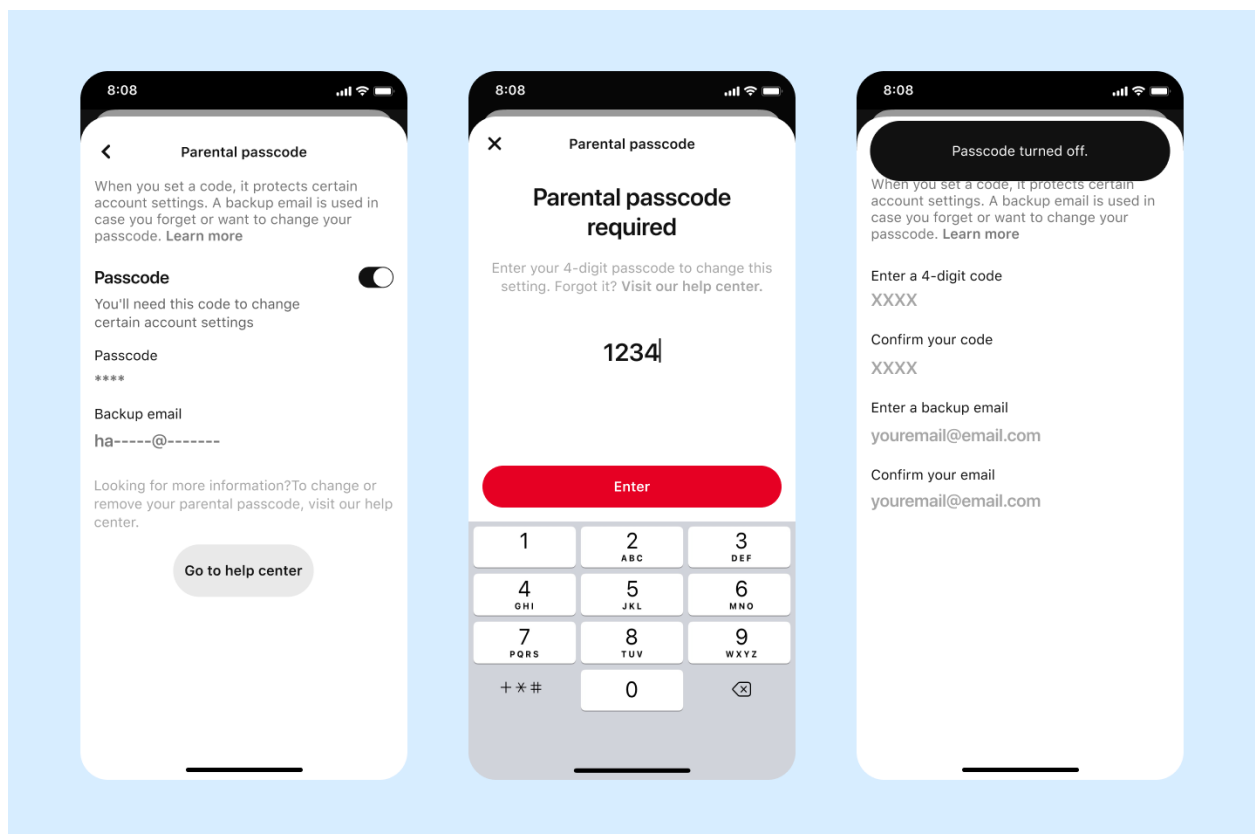 8:08
Parental passcode
When you set a code, it protects certain
account settings. A backup email is used in
case you forget or want to change your
passcode. Learn more
Passcode
You'll need this code to change
certain account settings
Passcode
****
Backup email
ha-----@-------
Looking for more information?To change or
remove your parental passcode, visit our help
center.
Go to help center
8:08
Parental passcode
Parental passcode
required
Enter your 4-digit passcode to change this
setting. Forgot it? Visit our help center.
1234
Enter
1 2 3
ABC DEF
4 5 6
GHI JKL MNO
7 8 9
PQRS TUV WXYZ
+*# 0
8:08
Passcode turned off.
When you set a code, it protects certain
account settings. A backup email is used in
case you forget or want to change your
passcode. Learn more
Enter a 4-digit code
XXXX
Confirm your code
XXXX
Enter a backup email
youremail@email.com
Confirm your email
youremail@email.com